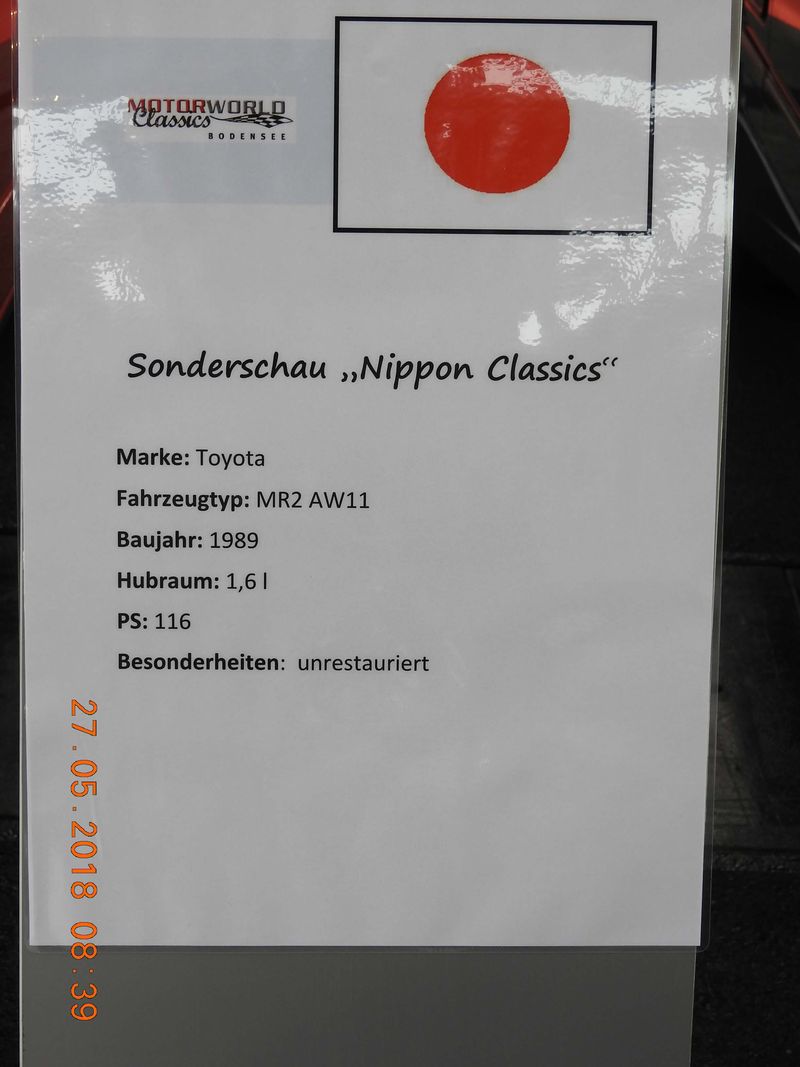 MOTORWORLD
Classics
BODENSEE
Sonderschau „Nippon Classics“
Marke: Toyota
Fahrzeugtyp: MR2 AW11
Baujahr: 1989
Hubraum: 1,6 l
PS: 116
Besonderheiten: unrestauriert
27.05.2018 08:39